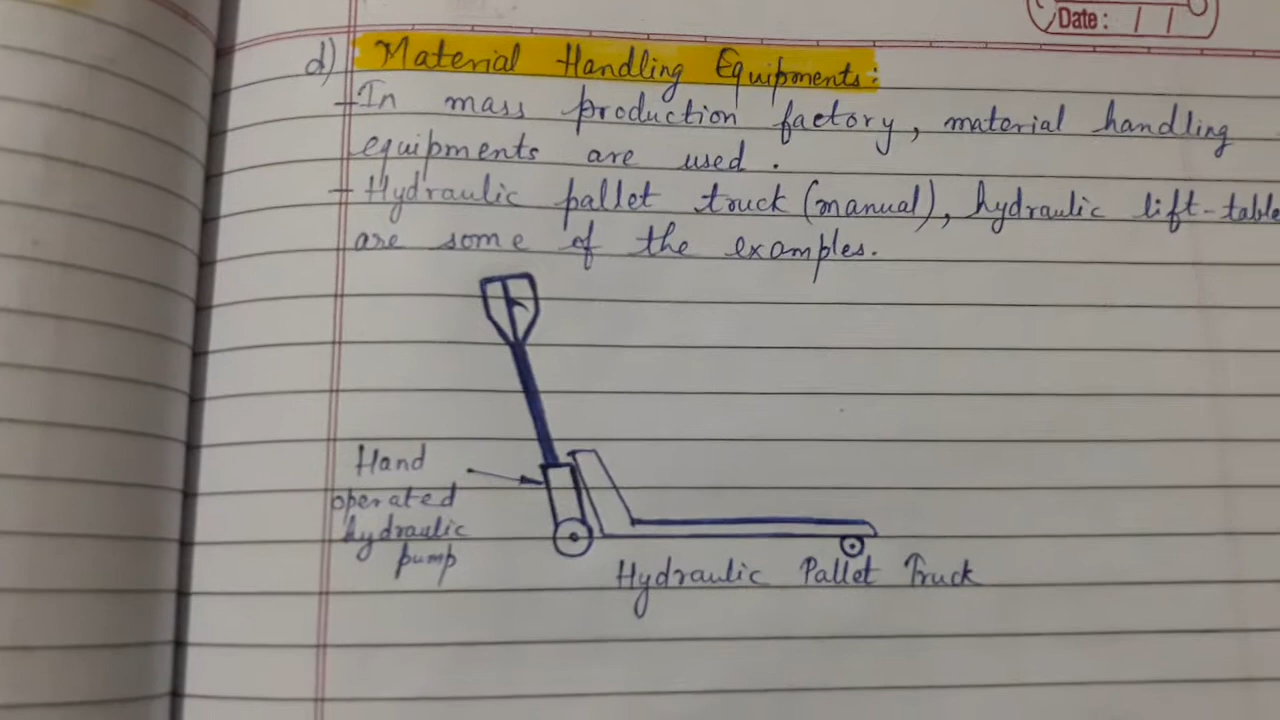 Date: / /
d) Material Handling Equipments:
- In mass production factory, material handling
equipments are used.
- Hydraulic pallet truck (manual), hydraulic lift-table
are some of the examples.
Hand
operated
hydraulic
pump
Hydraulic Pallet Truck